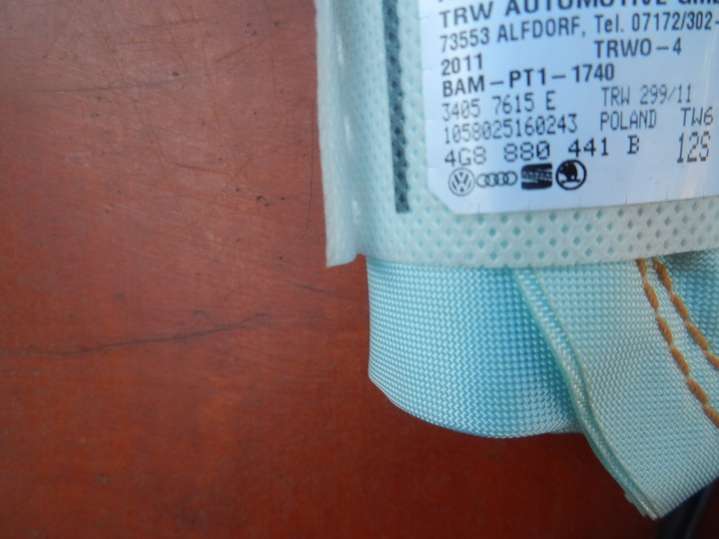 TRW AUTOMOTIVE GMB
73553 ALFDORF, Tel. 07172/302-
2011 TRWO-4
BAM-PT1-1740
3405 7615 E TRW 299/11
1058025160243 POLAND TW6
4G8 880 441 B 12S